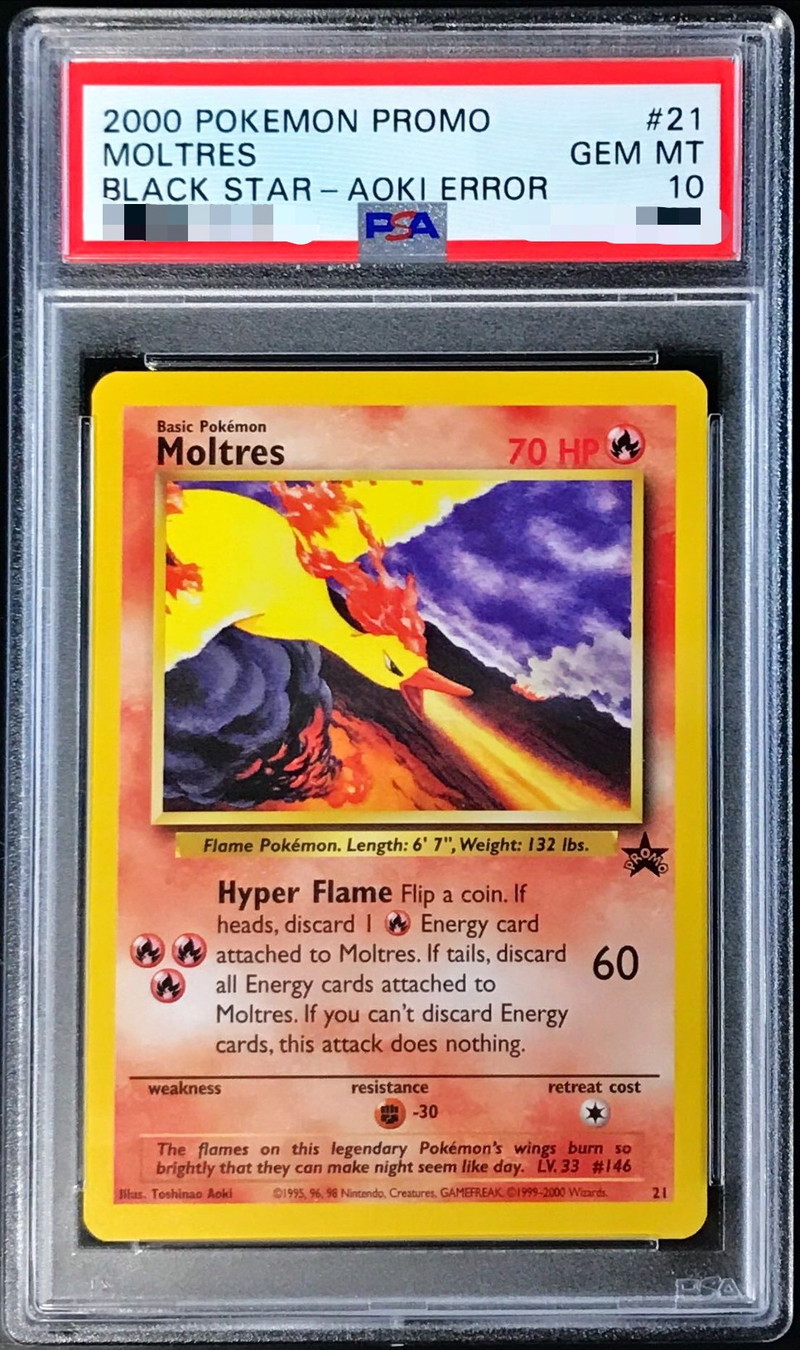 2000 POKEMON PROMO #21
MOLTRES GEM MT
BLACK STAR – AOKI ERROR 10
PSA
Basic Pokémon
Moltres 70 HP
Flame Pokémon. Length: 6' 7", Weight: 132 lbs.
PROMO
Hyper Flame Flip a coin. If
heads, discard 1 Energy card
attached to Moltres. If tails, discard
all Energy cards attached to
Moltres. If you can't discard Energy
cards, this attack does nothing.
60
weakness resistance retreat cost
-30
The flames on this legendary Pokémon's wings burn so
brightly that they can make night seem like day. LV. 33 #146
Illus. Toshinao Aoki ©1995, 96, 98 Nintendo, Creatures, GAMEFREAK. ©1999-2000 Wizards. 21
PSA